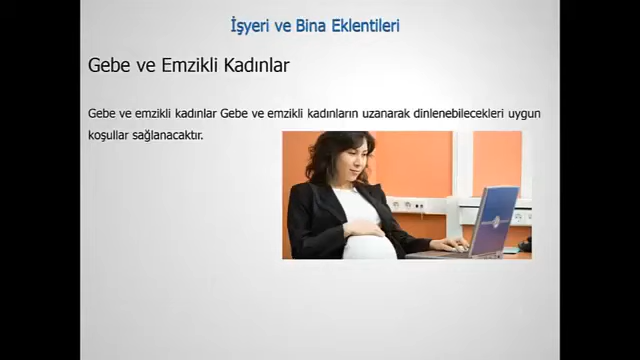 İşyeri ve Bina Eklentileri
Gebe ve Emzikli Kadınlar
Gebe ve emzikli kadınlar Gebe ve emzikli kadınların uzanarak dinlenebilecekleri uygun
koşullar sağlanacaktır.